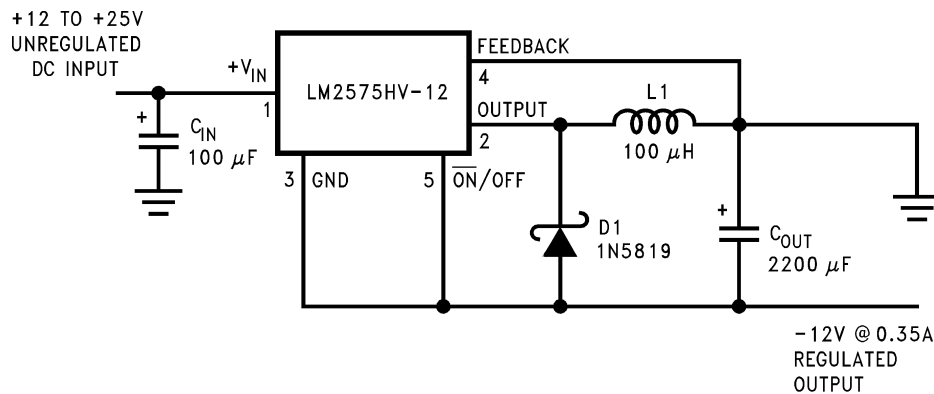 +12 TO +25V
UNREGULATED
DC INPUT
+VIN
1
+
CIN
100 μF
LM2575HV-12
FEEDBACK
4
OUTPUT
2
3 GND
5 O̅N̅/OFF
L1
100 μH
D1
1N5819
+
COUT
2200 μF
-12V @ 0.35A
REGULATED
OUTPUT